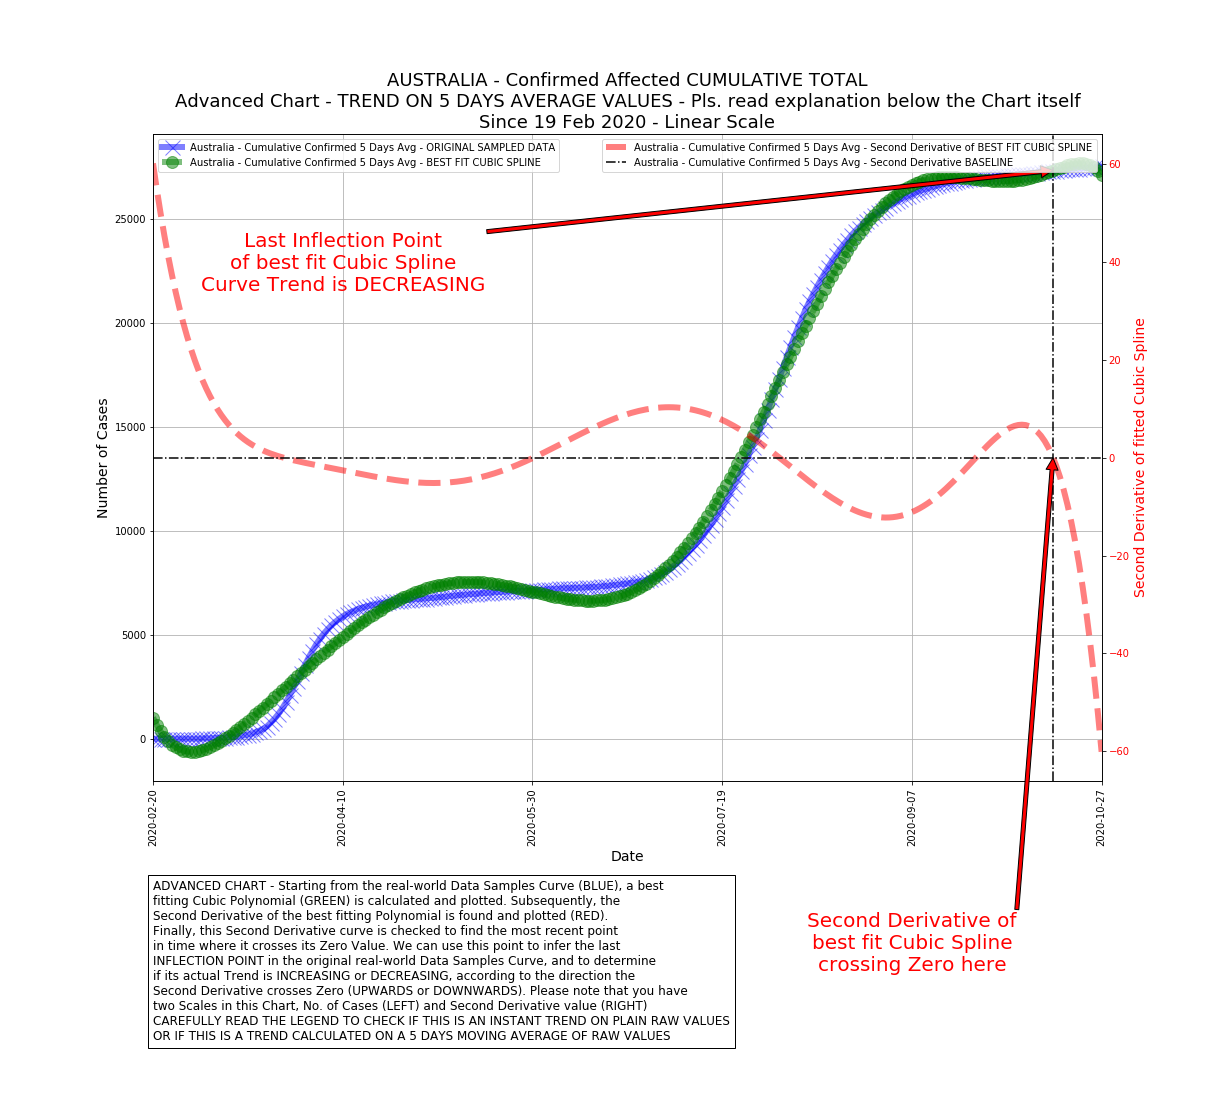 AUSTRALIA - Confirmed Affected CUMULATIVE TOTAL
Advanced Chart - TREND ON 5 DAYS AVERAGE VALUES - Pls. read explanation below the Chart itself
Since 19 Feb 2020 - Linear Scale
Australia - Cumulative Confirmed 5 Days Avg - ORIGINAL SAMPLED DATA
Australia - Cumulative Confirmed 5 Days Avg - BEST FIT CUBIC SPLINE
Australia - Cumulative Confirmed 5 Days Avg - Second Derivative of BEST FIT CUBIC SPLINE
Australia - Cumulative Confirmed 5 Days Avg - Second Derivative BASELINE
Last Inflection Point
of best fit Cubic Spline
Curve Trend is DECREASING
Number of Cases
25000
20000
15000
10000
5000
0
60
40
20
0
−20
−40
−60
Second Derivative of fitted Cubic Spline
2020-02-20
2020-04-10
2020-05-30
2020-07-19
2020-09-07
2020-10-27
Date
ADVANCED CHART - Starting from the real-world Data Samples Curve (BLUE), a best
fitting Cubic Polynomial (GREEN) is calculated and plotted. Subsequently, the
Second Derivative of the best fitting Polynomial is found and plotted (RED).
Finally, this Second Derivative curve is checked to find the most recent point
in time where it crosses its Zero Value. We can use this point to infer the last
INFLECTION POINT in the original real-world Data Samples Curve, and to determine
if its actual Trend is INCREASING or DECREASING, according to the direction the
Second Derivative crosses Zero (UPWARDS or DOWNWARDS). Please note that you have
two Scales in this Chart, No. of Cases (LEFT) and Second Derivative value (RIGHT)
CAREFULLY READ THE LEGEND TO CHECK IF THIS IS AN INSTANT TREND ON PLAIN RAW VALUES
OR IF THIS IS A TREND CALCULATED ON A 5 DAYS MOVING AVERAGE OF RAW VALUES
Second Derivative of
best fit Cubic Spline
crossing Zero here